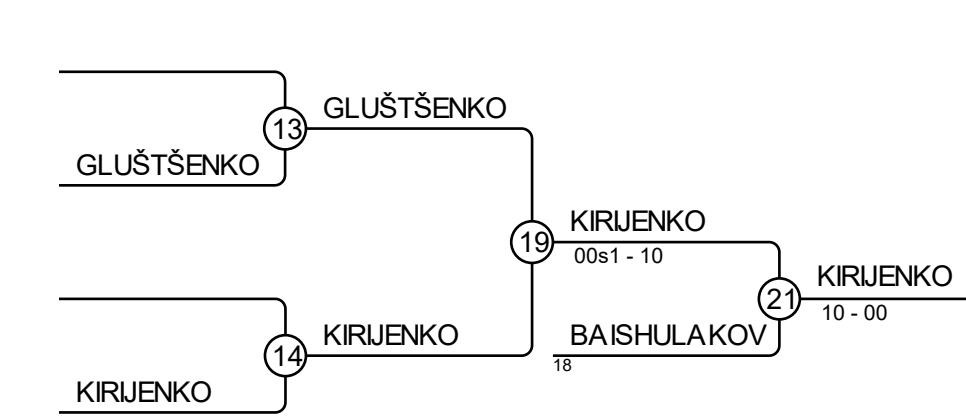 GLUŠTŠENKO
13
GLUŠTŠENKO
KIRIJENKO
19
00s1 - 10
KIRIJENKO
21
10 - 00
KIRIJENKO
14
BAISHULAKOV
18
KIRIJENKO